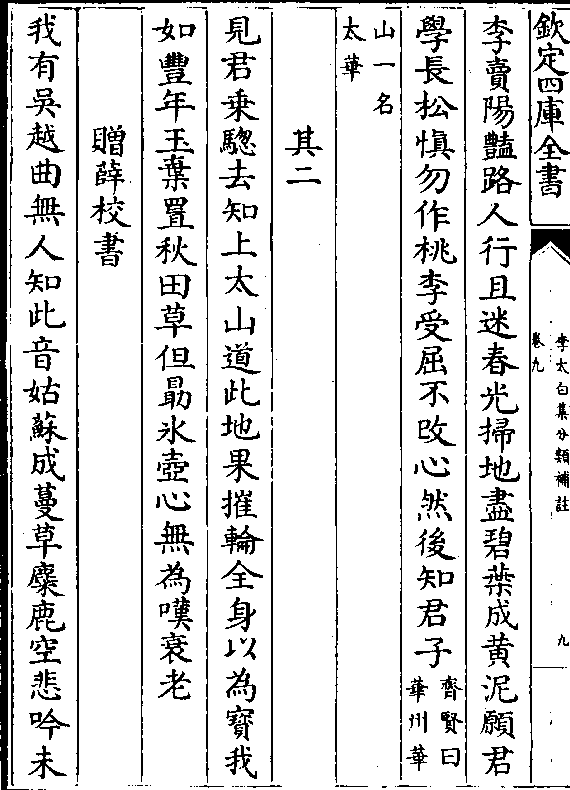 欽定四庫全書
李太白集分類補註
卷九
九
李賣陽豔路人行且迷春光掃地盡碧葉成黄泥願君
學長松慎勿作桃李受屈不改心然後知君子齊賢曰
華州華
山一名
太華
其二
見君乗驄去知上太山道此地果摧輪全身以為寳我
如豐年玉棄置秋田草但朂氷壺心無為嘆衰老
贈薛校書
我有吳越曲無人知此音姑蘇成蔓草麋鹿空悲吟未